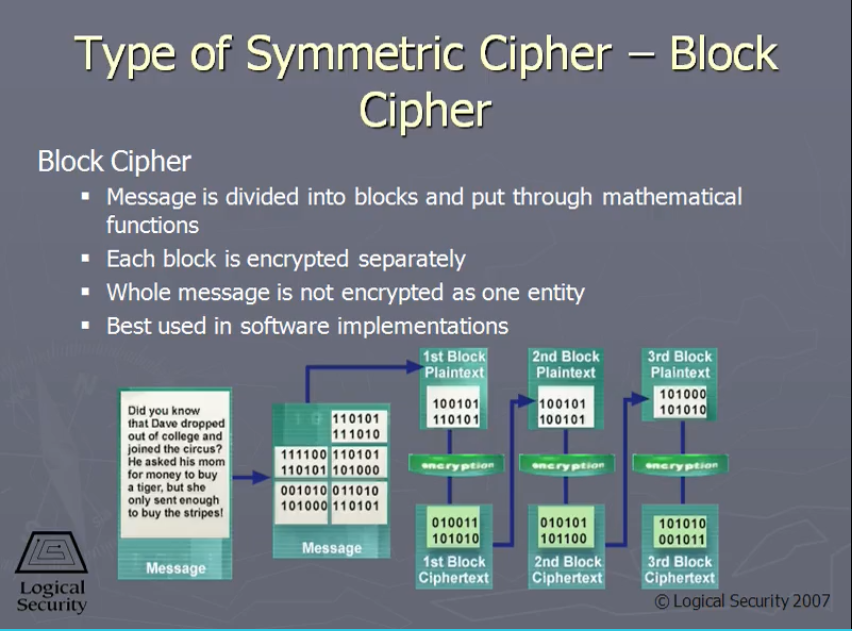 Type of Symmetric Cipher – Block
Cipher
Block Cipher
▪ Message is divided into blocks and put through mathematical
functions
▪ Each block is encrypted separately
▪ Whole message is not encrypted as one entity
▪ Best used in software implementations
Did you know
that Dave dropped
out of college and
joined the circus?
He asked his mom
for money to buy
a tiger, but she
only sent enough
to buy the stripes!
Message
110101
111010
111100 110101
110101 101000
001010 011010
101000 110101
Message
1st Block
Plaintext
100101
110101
encryption
010011
101010
1st Block
Ciphertext
2nd Block
Plaintext
100101
100101
encryption
010101
101100
2nd Block
Ciphertext
3rd Block
Plaintext
101000
101010
encryption
101010
001011
3rd Block
Ciphertext
Logical
Security
© Logical Security 2007